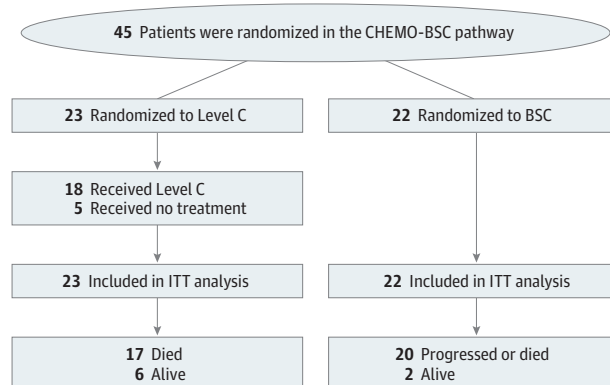 45 Patients were randomized in the CHEMO-BSC pathway
23 Randomized to Level C
22 Randomized to BSC
18 Received Level C
5 Received no treatment
23 Included in ITT analysis
22 Included in ITT analysis
17 Died
6 Alive
20 Progressed or died
2 Alive